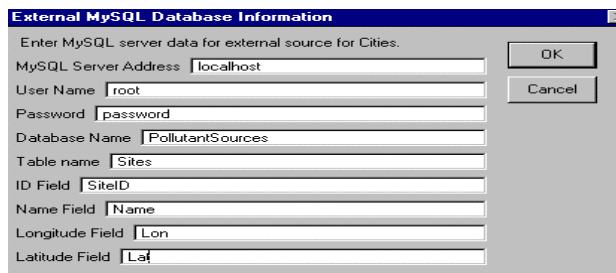 External MySQL Database Information
Enter MySQL server data for external source for Cities.
MySQL Server Address localhost
User Name root
Password password
Database Name PollutantSources
Table name Sites
ID Field SiteID
Name Field Name
Longitude Field Lon
Latitude Field Lat
OK
Cancel